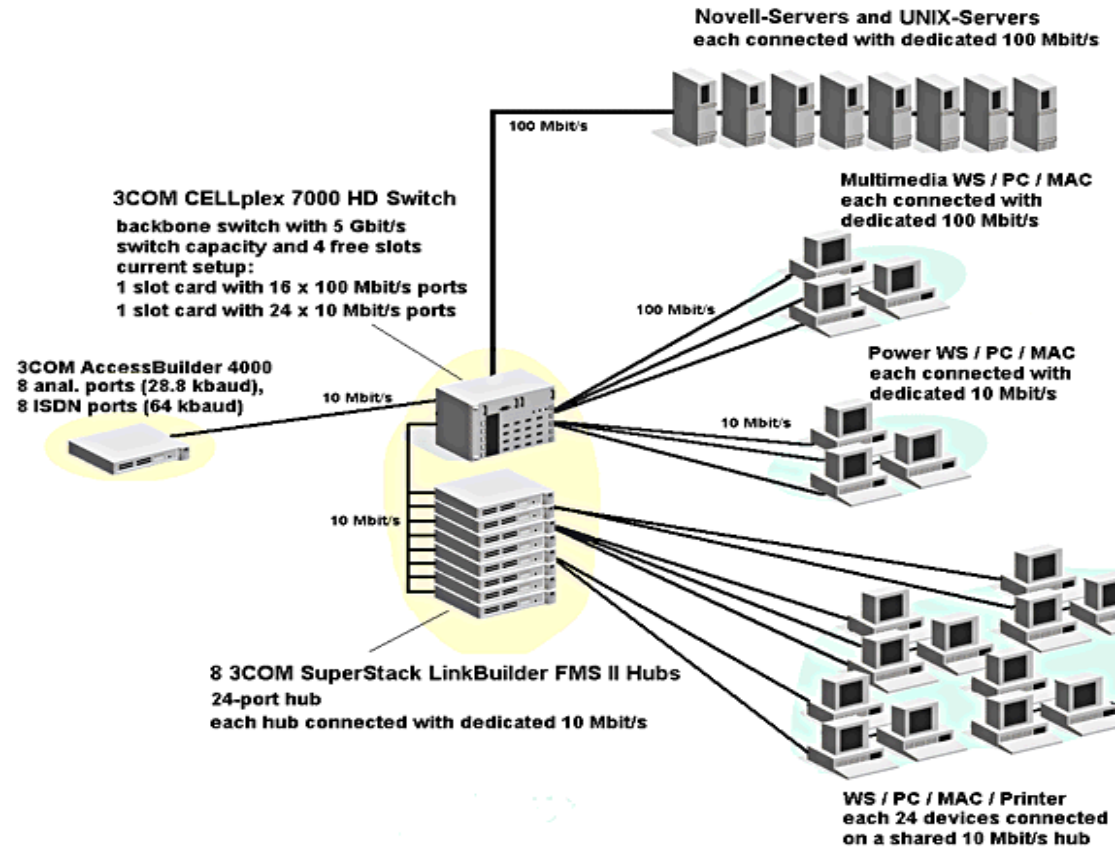 Novell-Servers and UNIX-Servers
each connected with dedicated 100 Mbit/s
100 Mbit/s
3COM CELLplex 7000 HD Switch
backbone switch with 5 Gbit/s
switch capacity and 4 free slots
current setup:
1 slot card with 16 x 100 Mbit/s ports
1 slot card with 24 x 10 Mbit/s ports
Multimedia WS / PC / MAC
each connected with
dedicated 100 Mbit/s
100 Mbit/s
3COM AccessBuilder 4000
8 anal. ports (28.8 kbaud),
8 ISDN ports (64 kbaud)
10 Mbit/s
Power WS / PC / MAC
each connected with
dedicated 10 Mbit/s
10 Mbit/s
10 Mbit/s
8 3COM SuperStack LinkBuilder FMS II Hubs
24-port hub
each hub connected with dedicated 10 Mbit/s
WS / PC / MAC / Printer
each 24 devices connected
on a shared 10 Mbit/s hub